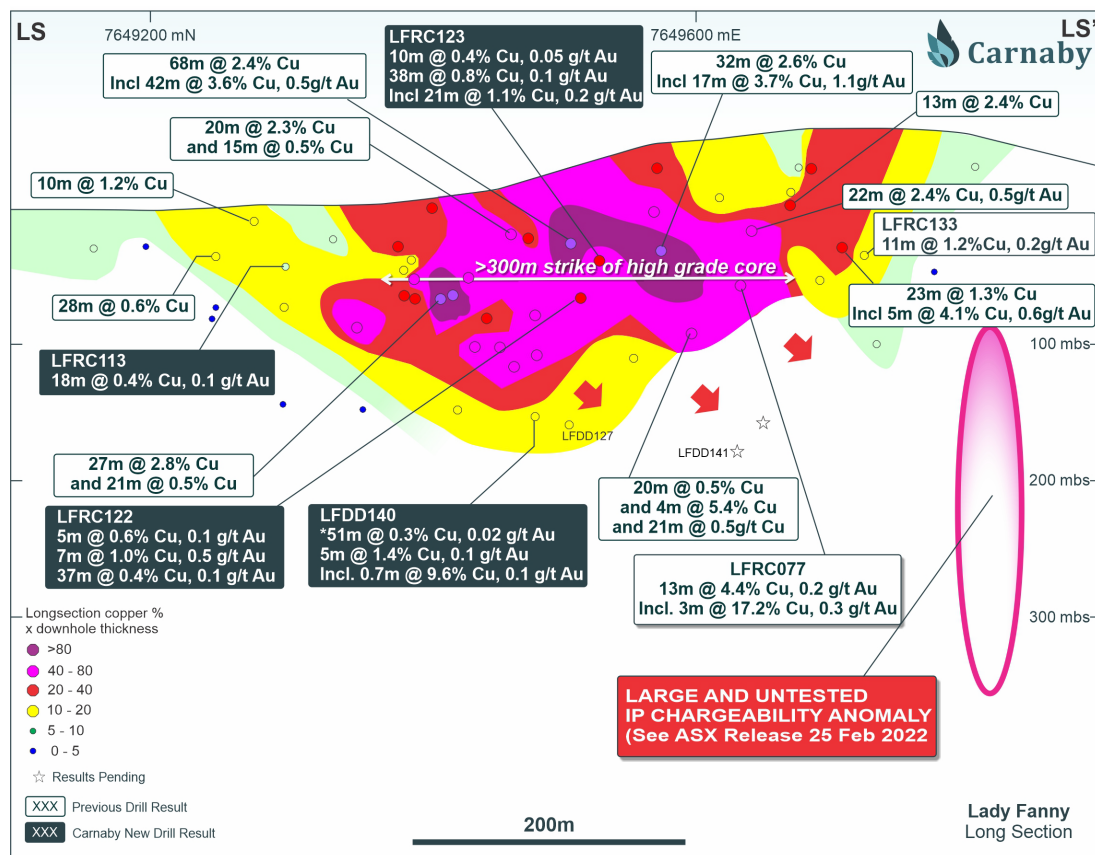 LS
7649200 mN
7649600 mE
LS'
Carnaby
68m @ 2.4% Cu
Incl 42m @ 3.6% Cu, 0.5g/t Au
LFRC123
10m @ 0.4% Cu, 0.05 g/t Au
38m @ 0.8% Cu, 0.1 g/t Au
Incl 21m @ 1.1% Cu, 0.2 g/t Au
32m @ 2.6% Cu
Incl 17m @ 3.7% Cu, 1.1g/t Au
13m @ 2.4% Cu
20m @ 2.3% Cu
and 15m @ 0.5% Cu
10m @ 1.2% Cu
22m @ 2.4% Cu, 0.5g/t Au
LFRC133
11m @ 1.2%Cu, 0.2g/t Au
>300m strike of high grade core
28m @ 0.6% Cu
23m @ 1.3% Cu
Incl 5m @ 4.1% Cu, 0.6g/t Au
100 mbs
LFRC113
18m @ 0.4% Cu, 0.1 g/t Au
LFDD127
LFDD141
27m @ 2.8% Cu
and 21m @ 0.5% Cu
200 mbs
20m @ 0.5% Cu
and 4m @ 5.4% Cu
and 21m @ 0.5g/t Cu
LFRC122
5m @ 0.6% Cu, 0.1 g/t Au
7m @ 1.0% Cu, 0.5 g/t Au
37m @ 0.4% Cu, 0.1 g/t Au
LFDD140
*51m @ 0.3% Cu, 0.02 g/t Au
5m @ 1.4% Cu, 0.1 g/t Au
Incl. 0.7m @ 9.6% Cu, 0.1 g/t Au
LFRC077
13m @ 4.4% Cu, 0.2 g/t Au
Incl. 3m @ 17.2% Cu, 0.3 g/t Au
300 mbs
Longsection copper %
x downhole thickness
>80
40 - 80
20 - 40
10 - 20
5 - 10
0 - 5
Results Pending
XXX Previous Drill Result
XXX Carnaby New Drill Result
LARGE AND UNTESTED
IP CHARGEABILITY ANOMALY
(See ASX Release 25 Feb 2022
200m
Lady Fanny
Long Section